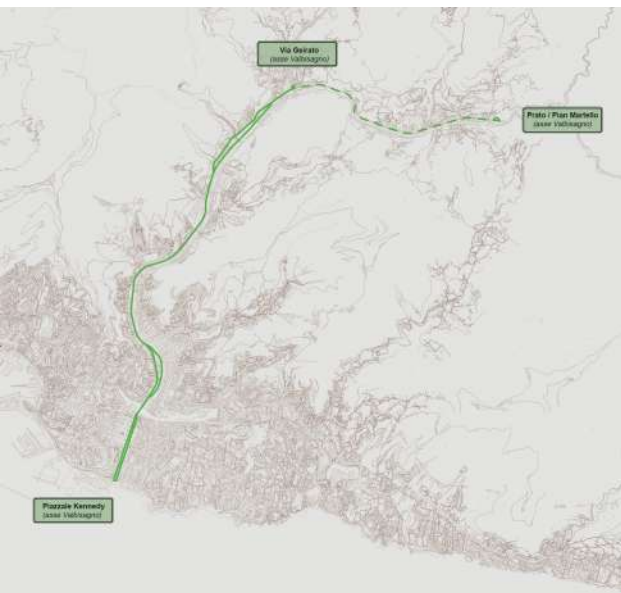 Via Geirato
(asse Valbisagno)
Prato / Pian Martello
(asse Valbisagno)
Piazzale Kennedy
(asse Valbisagno)